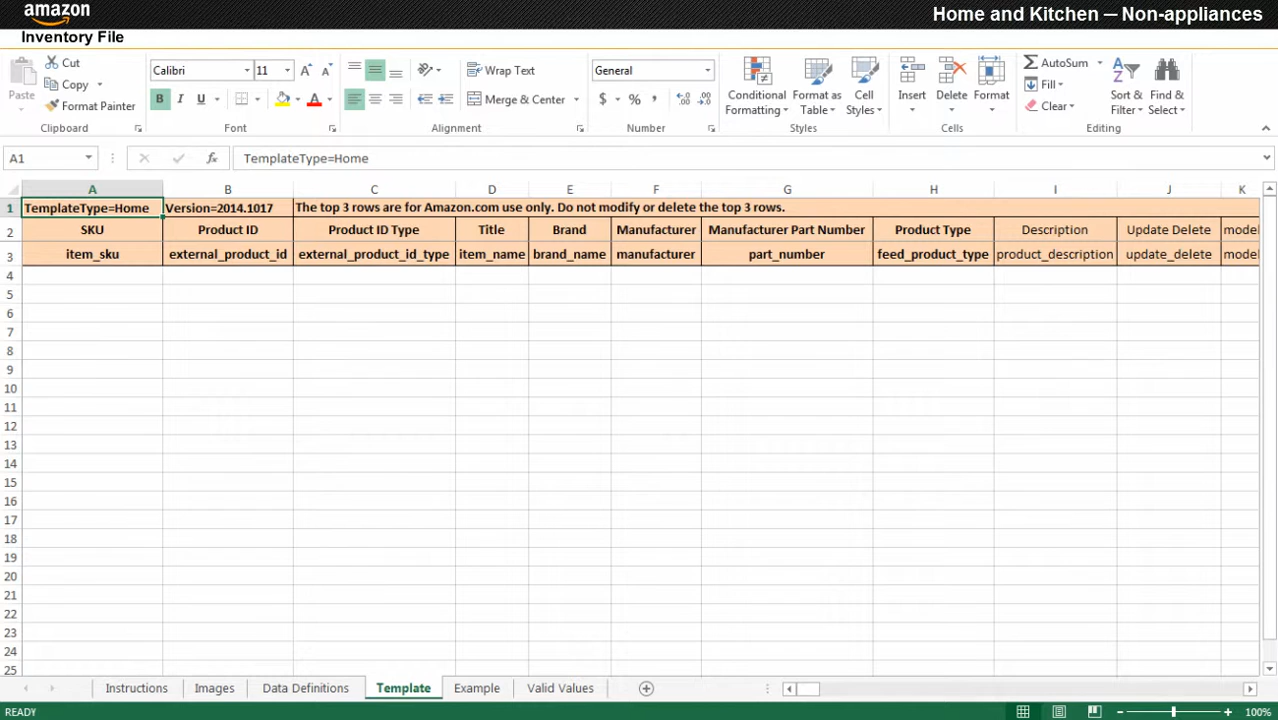 amazon
Home and Kitchen — Non-appliances
Inventory File
Paste
Cut
Copy
Format Painter
Clipboard
Calibri 11 A A
B I U A
Font
Wrap Text
Merge & Center
Alignment
General
$ % , .00
Number
Conditional Formatting
Format as Table
Cell Styles
Styles
Insert
Delete
Format
Cells
AutoSum
Fill
Clear
Sort & Filter
Find & Select
Editing
A1 fx TemplateType=Home
A B C D E F G H I J K
1 TemplateType=Home Version=2014.1017 The top 3 rows are for Amazon.com use only. Do not modify or delete the top 3 rows.
2 SKU Product ID Product ID Type Title Brand Manufacturer Manufacturer Part Number Product Type Description Update Delete model
3 item_sku external_product_id external_product_id_type item_name brand_name manufacturer part_number feed_product_type product_description update_delete model
4
5
6
7
8
9
10
11
12
13
14
15
16
17
18
19
20
21
22
23
24
25
Instructions Images Data Definitions Template Example Valid Values
READY 100%